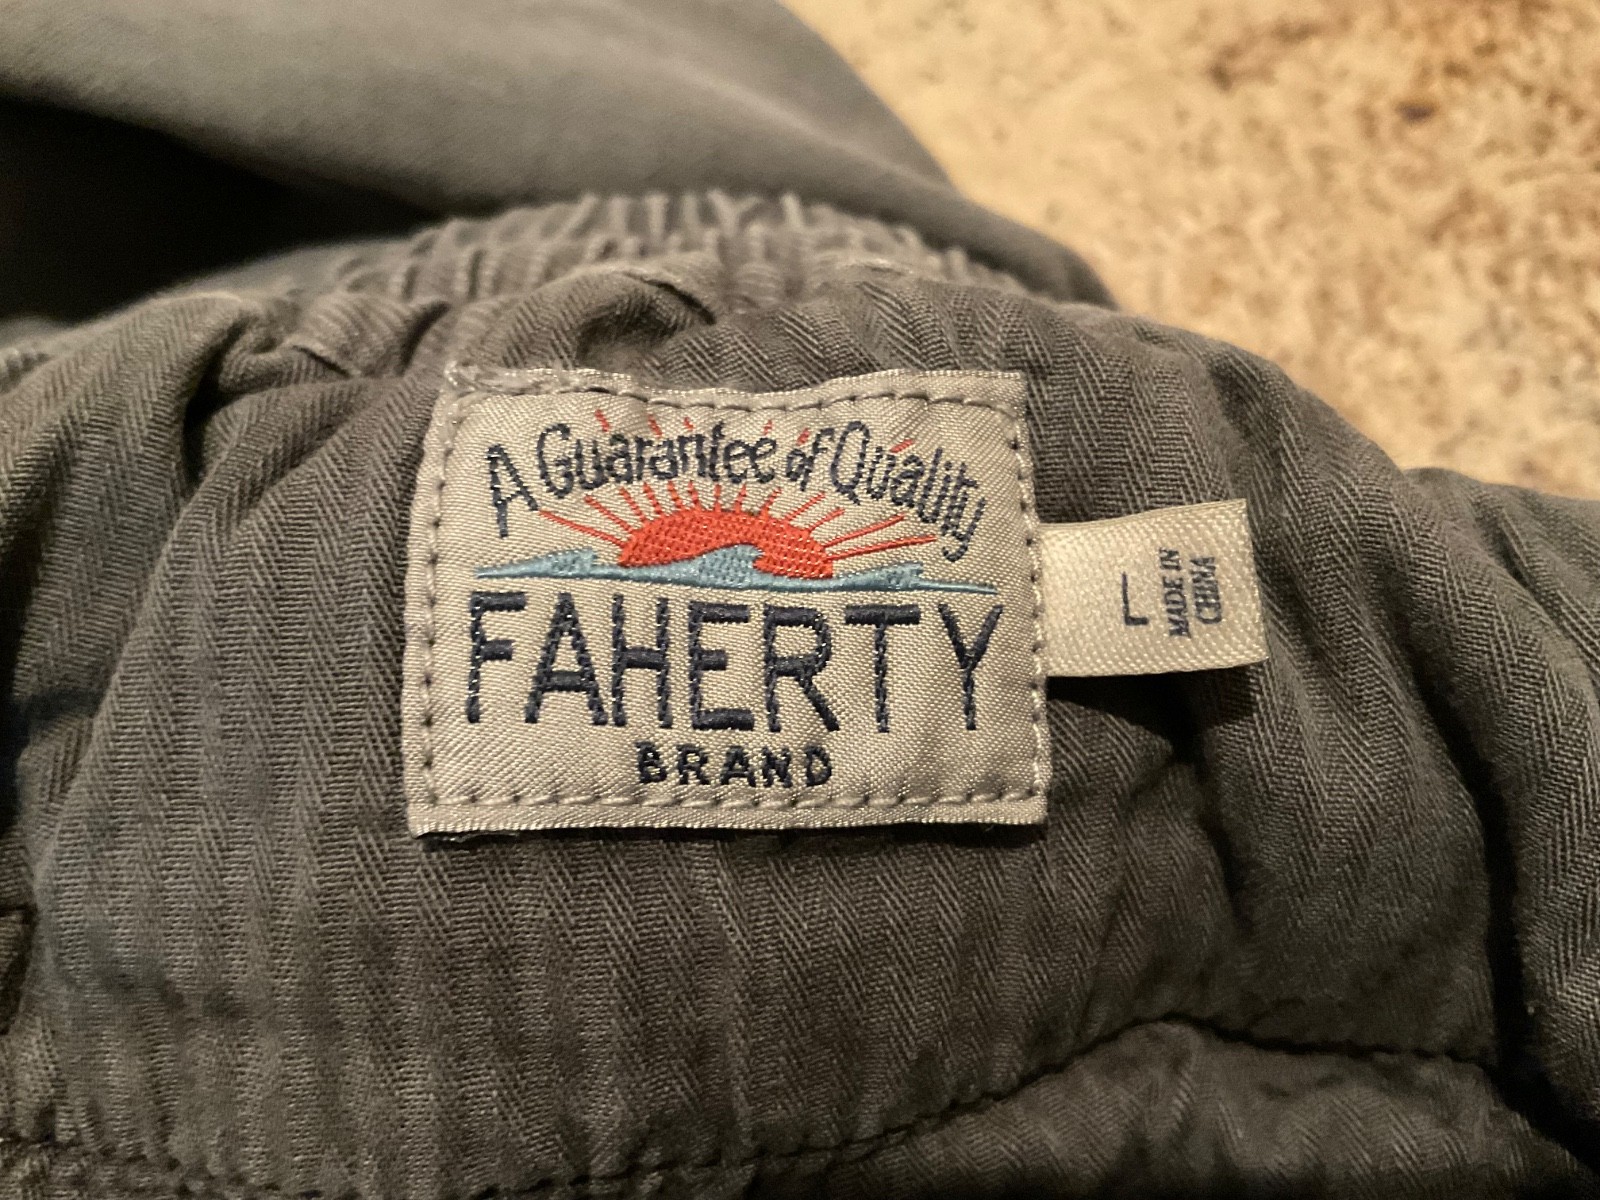 A Guarantee of Quality
FAHERTY
BRAND
L
MADE IN
CHINA